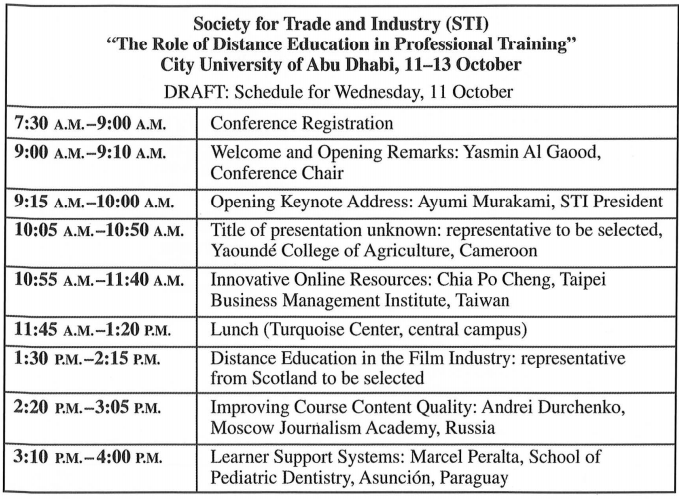 Society for Trade and Industry (STI)
“The Role of Distance Education in Professional Training”
City University of Abu Dhabi, 11–13 October
DRAFT: Schedule for Wednesday, 11 October
7:30 A.M.–9:00 A.M. Conference Registration
9:00 A.M.–9:10 A.M. Welcome and Opening Remarks: Yasmin Al Gaood,
Conference Chair
9:15 A.M.–10:00 A.M. Opening Keynote Address: Ayumi Murakami, STI President
10:05 A.M.–10:50 A.M. Title of presentation unknown: representative to be selected,
Yaoundé College of Agriculture, Cameroon
10:55 A.M.–11:40 A.M. Innovative Online Resources: Chia Po Cheng, Taipei
Business Management Institute, Taiwan
11:45 A.M.–1:20 P.M. Lunch (Turquoise Center, central campus)
1:30 P.M.–2:15 P.M. Distance Education in the Film Industry: representative
from Scotland to be selected
2:20 P.M.–3:05 P.M. Improving Course Content Quality: Andrei Durchenko,
Moscow Journalism Academy, Russia
3:10 P.M.–4:00 P.M. Learner Support Systems: Marcel Peralta, School of
Pediatric Dentistry, Asunción, Paraguay